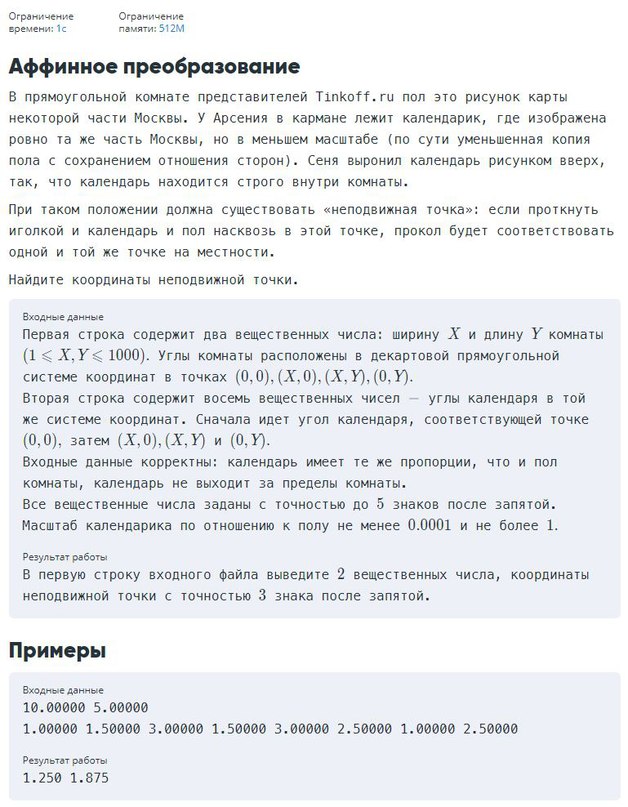 Ограничение времени: 1с
Ограничение памяти: 512M
Аффинное преобразование
В прямоугольной комнате представителей Tinkoff.ru пол это рисунок карты
некоторой части Москвы. У Арсения в кармане лежит календарик, где изображена
ровно та же часть Москвы, но в меньшем масштабе (по сути уменьшенная копия
пола с сохранением отношения сторон). Сеня выронил календарь рисунком вверх,
так, что календарь находится строго внутри комнаты.
При таком положении должна существовать «неподвижная точка»: если проткнуть
иголкой и календарь и пол насквозь в этой точке, прокол будет соответствовать
одной и той же точке на местности.
Найдите координаты неподвижной точки.
Входные данные
Первая строка содержит два вещественных числа: ширину X и длину Y комнаты
(1 ⩽ X, Y ⩽ 1000). Углы комнаты расположены в декартовой прямоугольной
системе координат в точках (0, 0), (X, 0), (X, Y), (0, Y).
Вторая строка содержит восемь вещественных чисел — углы календаря в той
же системе координат. Сначала идет угол календаря, соответствующей точке
(0, 0), затем (X, 0), (X, Y) и (0, Y).
Входные данные корректны: календарь имеет те же пропорции, что и пол
комнаты, календарь не выходит за пределы комнаты.
Все вещественные числа заданы с точностью до 5 знаков после запятой.
Масштаб календарика по отношению к полу не менее 0.0001 и не более 1.
Результат работы
В первую строку входного файла выведите 2 вещественных числа, координаты
неподвижной точки с точностью 3 знака после запятой.
Примеры
Входные данные
10.00000 5.00000
1.00000 1.50000 3.00000 1.50000 3.00000 2.50000 1.00000 2.50000
Результат работы
1.250 1.875